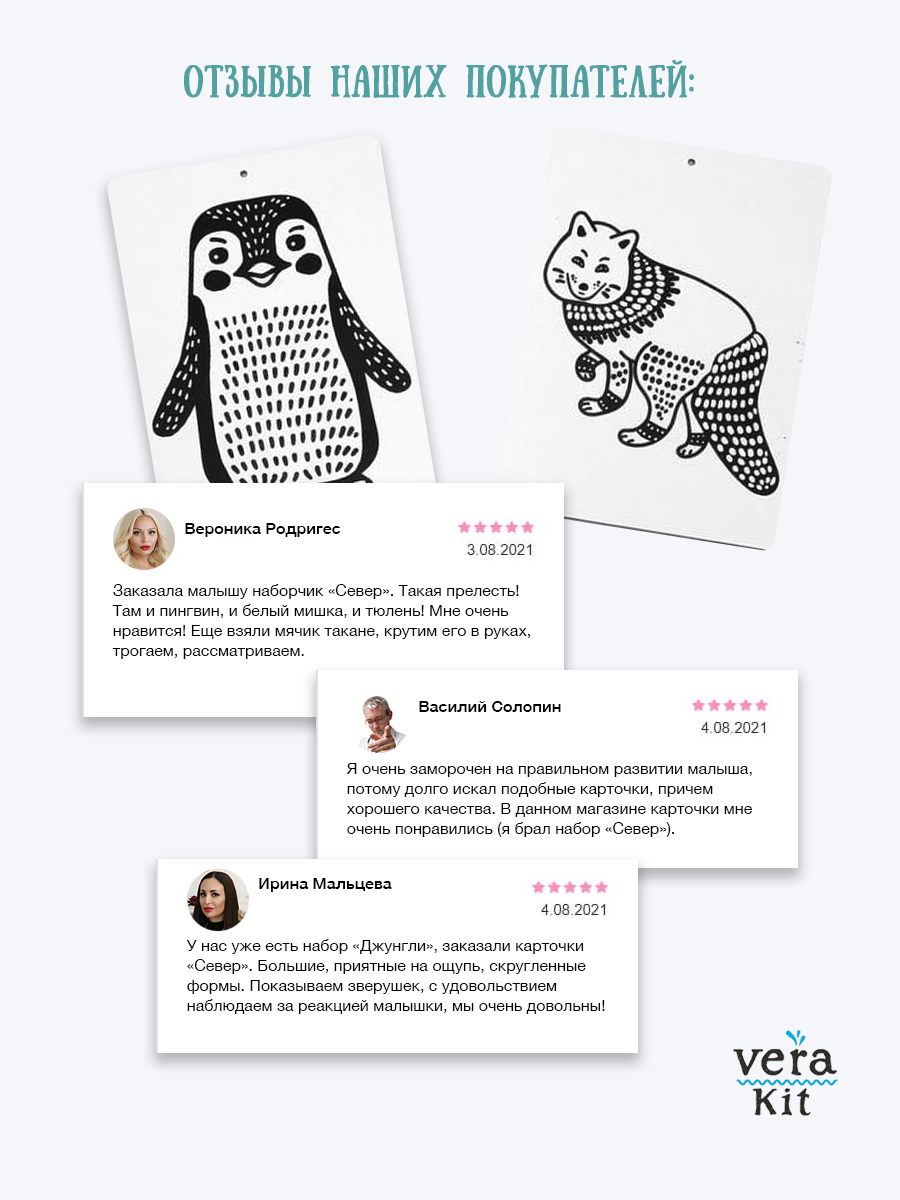 ОТЗЫВЫ НАШИХ ПОКУПАТЕЛЕЙ:
Вероника Родригес
3.08.2021
Заказала малышу наборчик «Север». Такая прелесть!
Там и пингвин, и белый мишка, и тюлень! Мне очень
нравится! Еще взяли мячик такане, крутим его в руках,
трогаем, рассматриваем.
Василий Солопин
4.08.2021
Я очень заморочен на правильном развитии малыша,
потому долго искал подобные карточки, причем
хорошего качества. В данном магазине карточки мне
очень понравились (я брал набор «Север»).
Ирина Мальцева
4.08.2021
У нас уже есть набор «Джунгли», заказали карточки
«Север». Большие, приятные на ощупь, скругленные
формы. Показываем зверушек, с удовольствием
наблюдаем за реакцией малышки, мы очень довольны!
vera
Kit